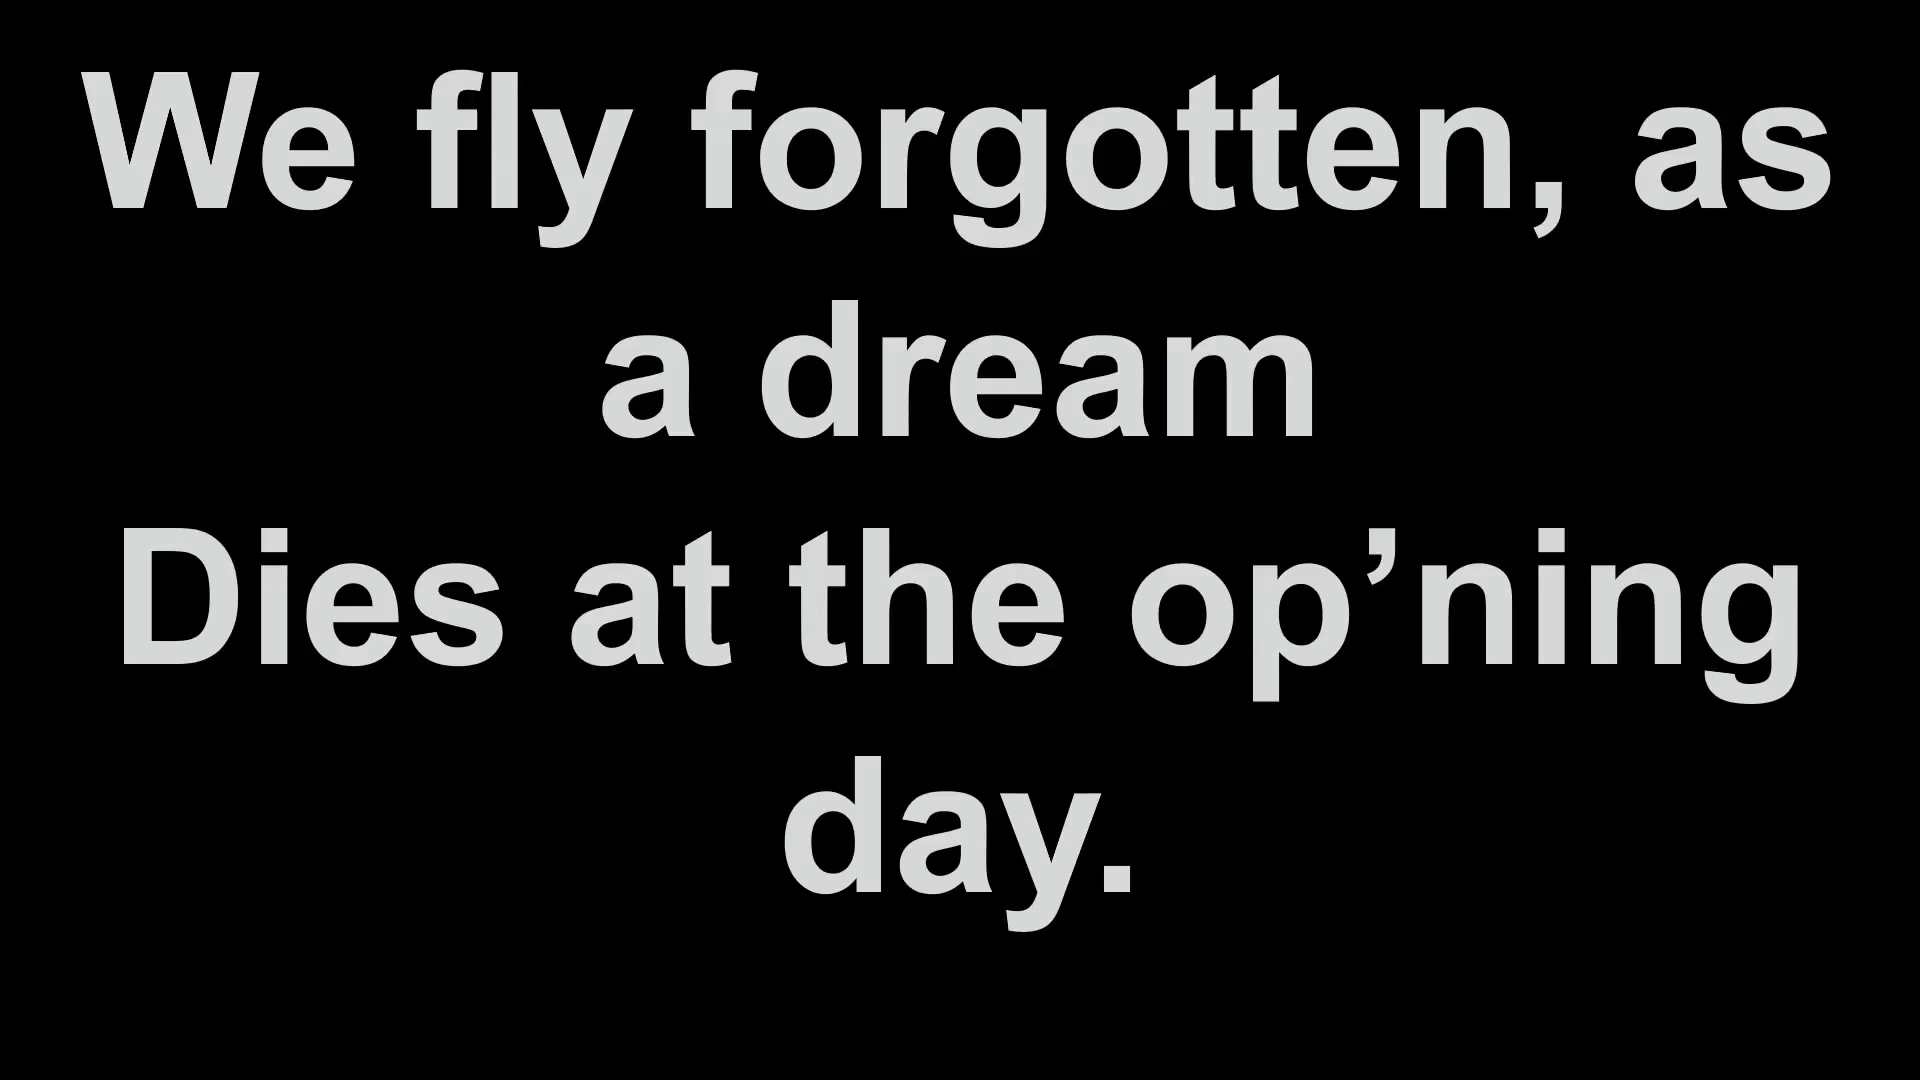 We fly forgotten, as
a dream
Dies at the op’ning
day.